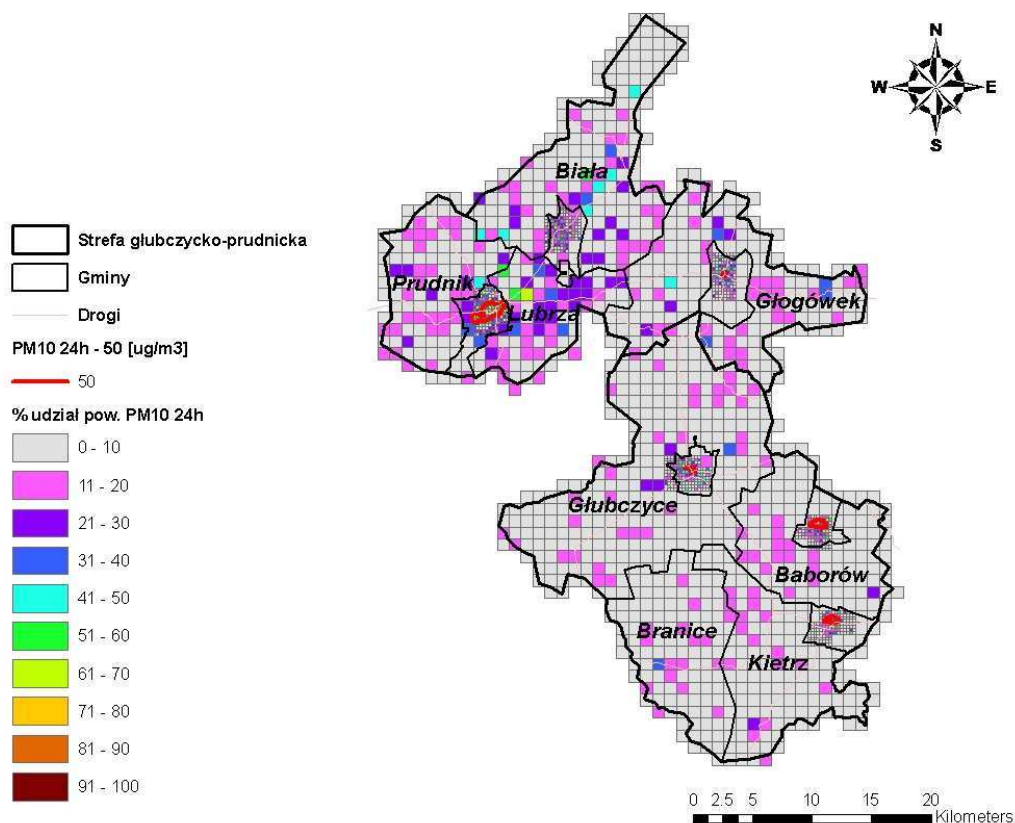 N
W E
S
Biała
Prudnik
Lubrza
Głogówek
Głubczyce
Baborów
Branice
Kietrz
Strefa głubczycko-prudnicka
Gminy
Drogi
PM10 24h - 50 [ug/m3]
50
% udział pow. PM10 24h
0 - 10
11 - 20
21 - 30
31 - 40
41 - 50
51 - 60
61 - 70
71 - 80
81 - 90
91 - 100
0 2.5 5 10 15 20
Kilometers